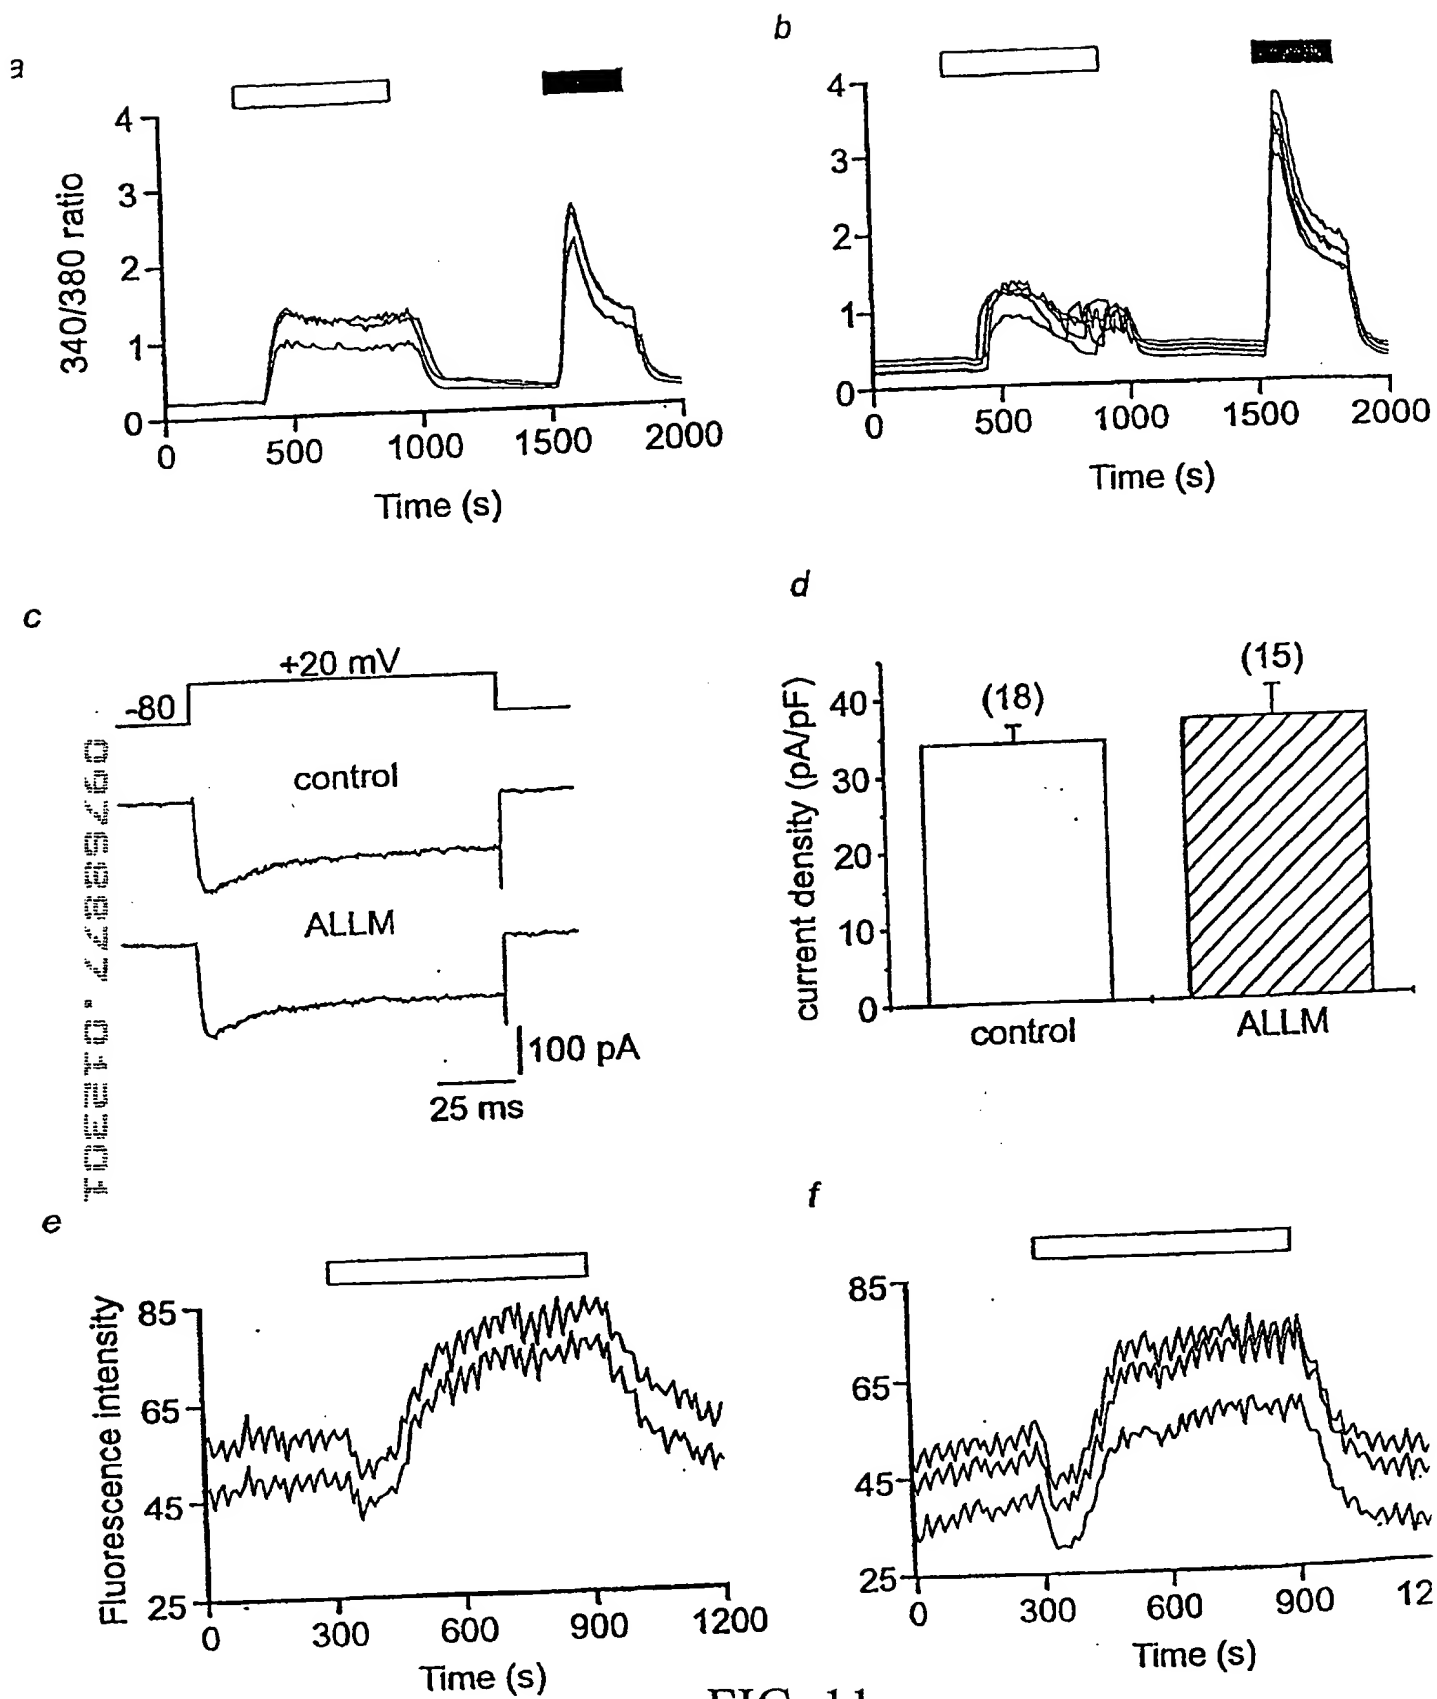 a
4
3
2
1
0
340/380 ratio
0 500 1000 1500 2000
Time (s)
b
4
3
2
1
0
0 500 1000 1500 2000
Time (s)
c
+20 mV
-80
control
ALLM
100 pA
25 ms
d
(18)
(15)
40
30
20
10
0
current density (pA/pF)
control
ALLM
e
85
65
45
25
Fluorescence intensity
0 300 600 900 1200
Time (s)
f
85
65
45
25
0 300 600 900 12
Time (s)